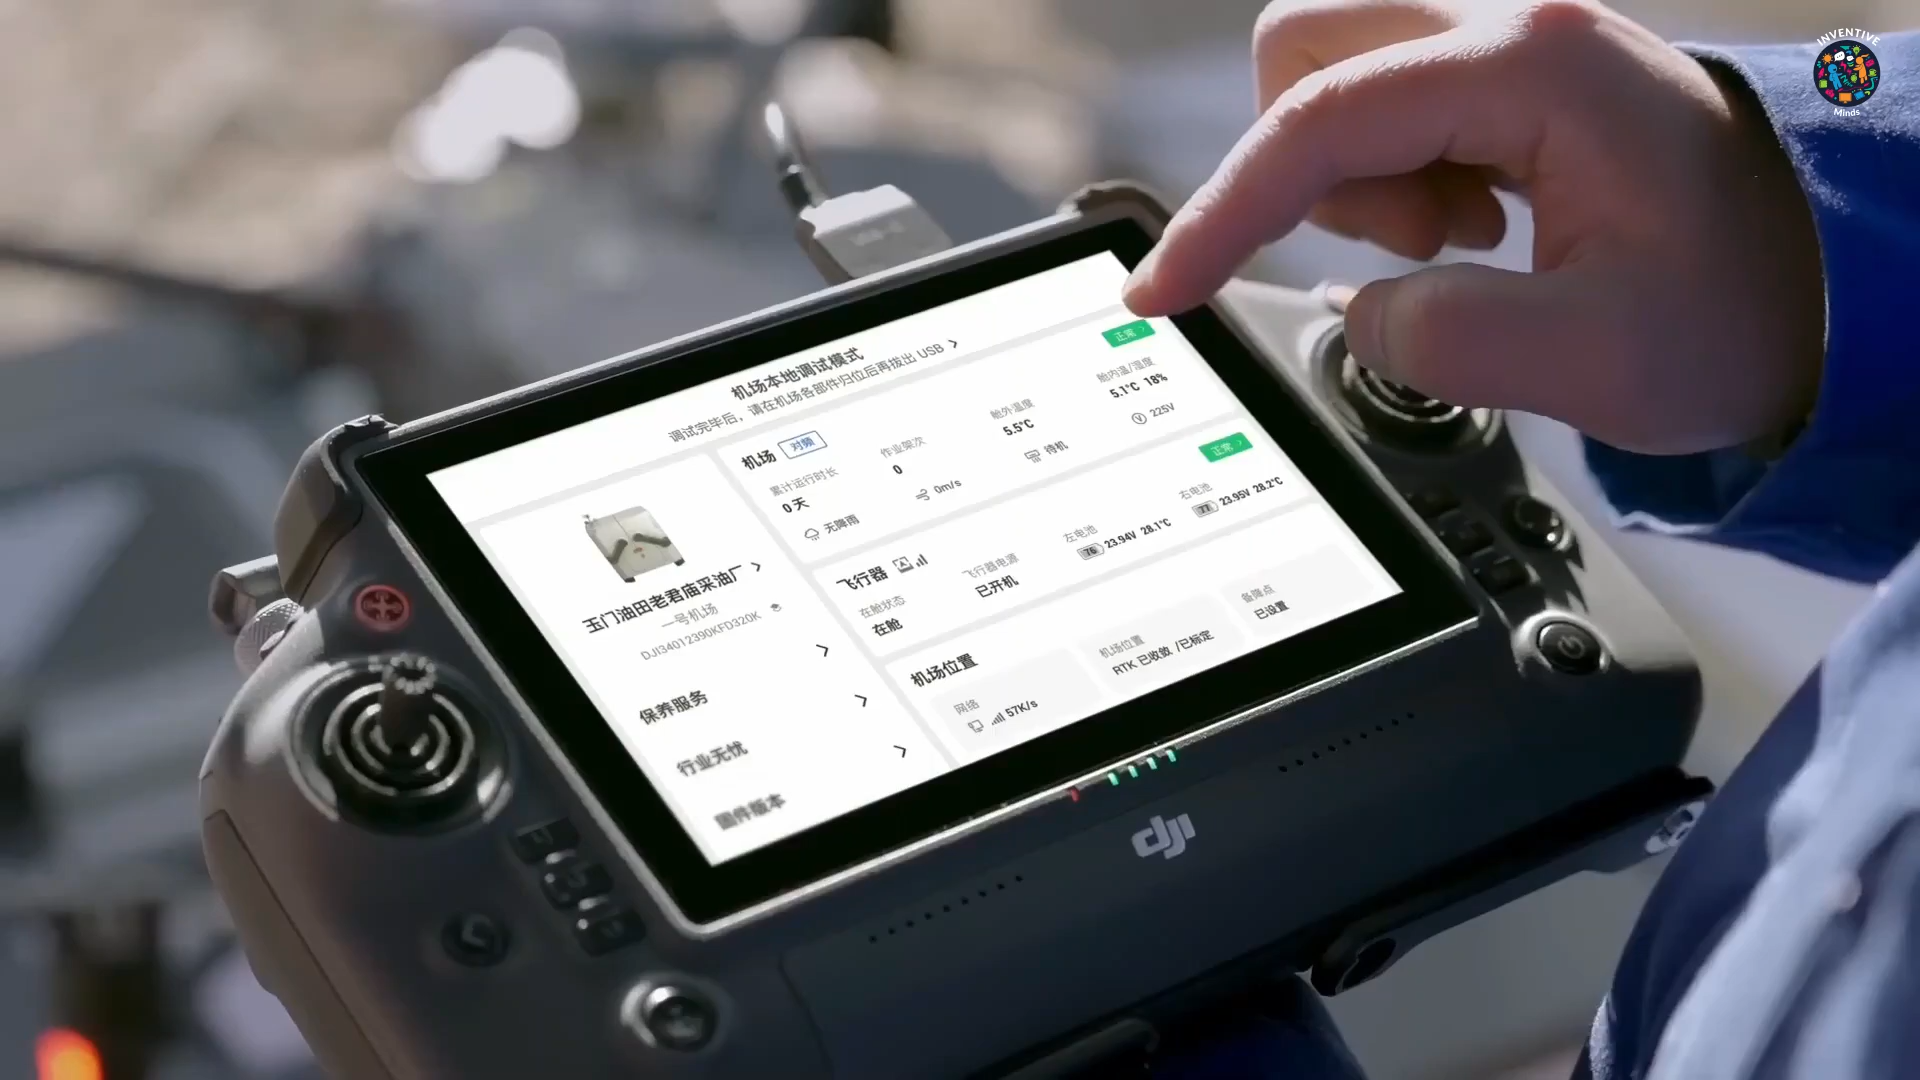 INVENTIVE
Minds
机场本地调试模式
调试完毕后，请在机场各部件归位后再拔出 USB
玉门油田老君庙采油厂
一号机场
DJI34012390KFD320K
保养服务
行业无忧
固件版本
机场 对频
正常
累计运行时长
0 天
作业架次
0
舱外温度
5.5°C
舱内温/湿度
5.1°C 18%
无降雨
0m/s
待机
225V
飞行器
正常
在舱状态
在舱
飞行器电源
已开机
左电池
76 23.94V 28.1°C
右电池
77 23.95V 28.2°C
机场位置
网络
57K/s
机场位置
RTK 已收敛 /已标定
备降点
已设置
dji